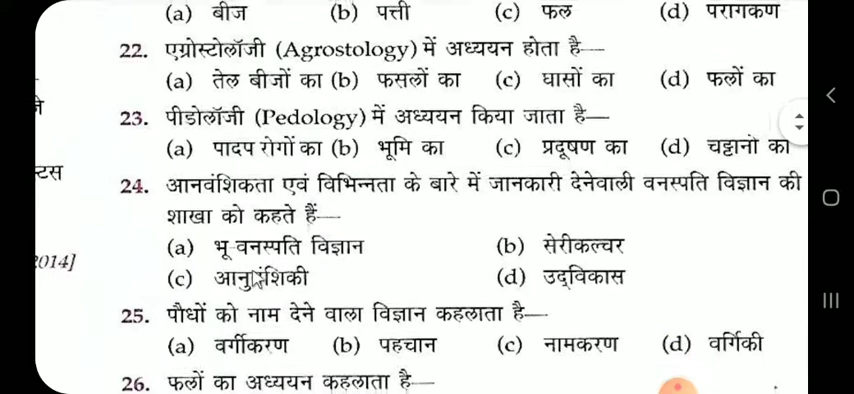 (a) बीज (b) पत्ती (c) फल (d) परागकण
22. एग्रोस्टोलॉजी (Agrostology) में अध्ययन होता है—
(a) तेल बीजों का (b) फसलों का (c) घासों का (d) फलों का
23. पीडोलॉजी (Pedology) में अध्ययन किया जाता है—
(a) पादप रोगों का (b) भूमि का (c) प्रदूषण का (d) चट्टानो का
24. आनवंशिकता एवं विभिन्नता के बारे में जानकारी देनेवाली वनस्पति विज्ञान की
शाखा को कहते हैं—
(a) भू-वनस्पति विज्ञान (b) सेरीकल्चर
2014]
(c) आनुवंशिकी (d) उद्विकास
25. पौधों को नाम देने वाला विज्ञान कहलाता है—
(a) वर्गीकरण (b) पहचान (c) नामकरण (d) वर्गिकी
26. फलों का अध्ययन कहलाता है—